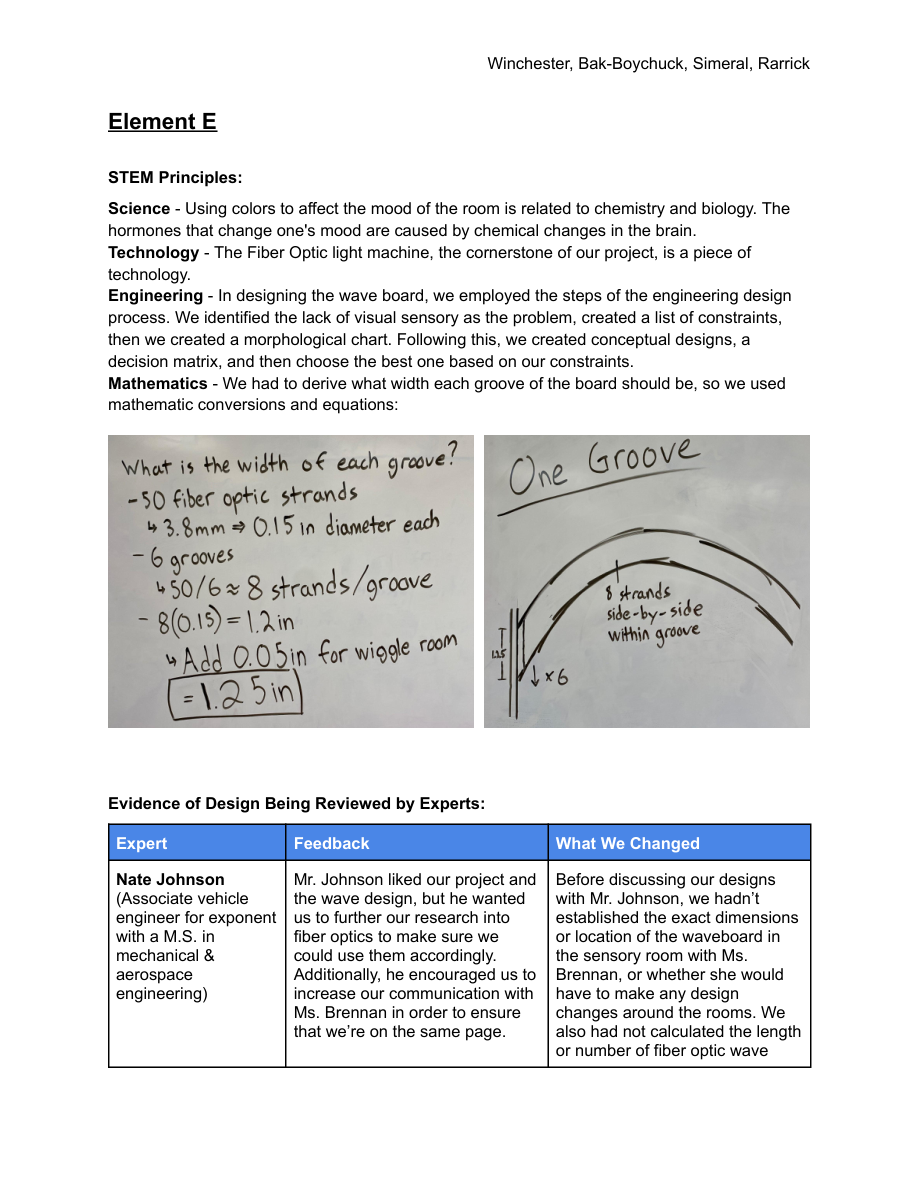 Winchester, Bak-Boychuck, Simeral, Rarrick
Element E
STEM Principles:
Science - Using colors to affect the mood of the room is related to chemistry and biology. The
hormones that change one's mood are caused by chemical changes in the brain.
Technology - The Fiber Optic light machine, the cornerstone of our project, is a piece of
technology.
Engineering - In designing the wave board, we employed the steps of the engineering design
process. We identified the lack of visual sensory as the problem, created a list of constraints,
then we created a morphological chart. Following this, we created conceptual designs, a
decision matrix, and then choose the best one based on our constraints.
Mathematics - We had to derive what width each groove of the board should be, so we used
mathematic conversions and equations:
What is the width of each groove?
- 50 fiber optic strands
↳ 3.8mm ⇒ 0.15 in diameter each
- 6 grooves
↳ 50/6 ≈ 8 strands/groove
- 8(0.15) = 1.2 in
↳ Add 0.05in for wiggle room
= 1.25in
One Groove
8 strands
side-by-side
within groove
1.25
↓ x6
Evidence of Design Being Reviewed by Experts:
Expert
Feedback
What We Changed
Nate Johnson
(Associate vehicle
engineer for exponent
with a M.S. in
mechanical &
aerospace
engineering)
Mr. Johnson liked our project and
the wave design, but he wanted
us to further our research into
fiber optics to make sure we
could use them accordingly.
Additionally, he encouraged us to
increase our communication with
Ms. Brennan in order to ensure
that we're on the same page.
Before discussing our designs
with Mr. Johnson, we hadn't
established the exact dimensions
or location of the waveboard in
the sensory room with Ms.
Brennan, or whether she would
have to make any design
changes around the rooms. We
also had not calculated the length
or number of fiber optic wave